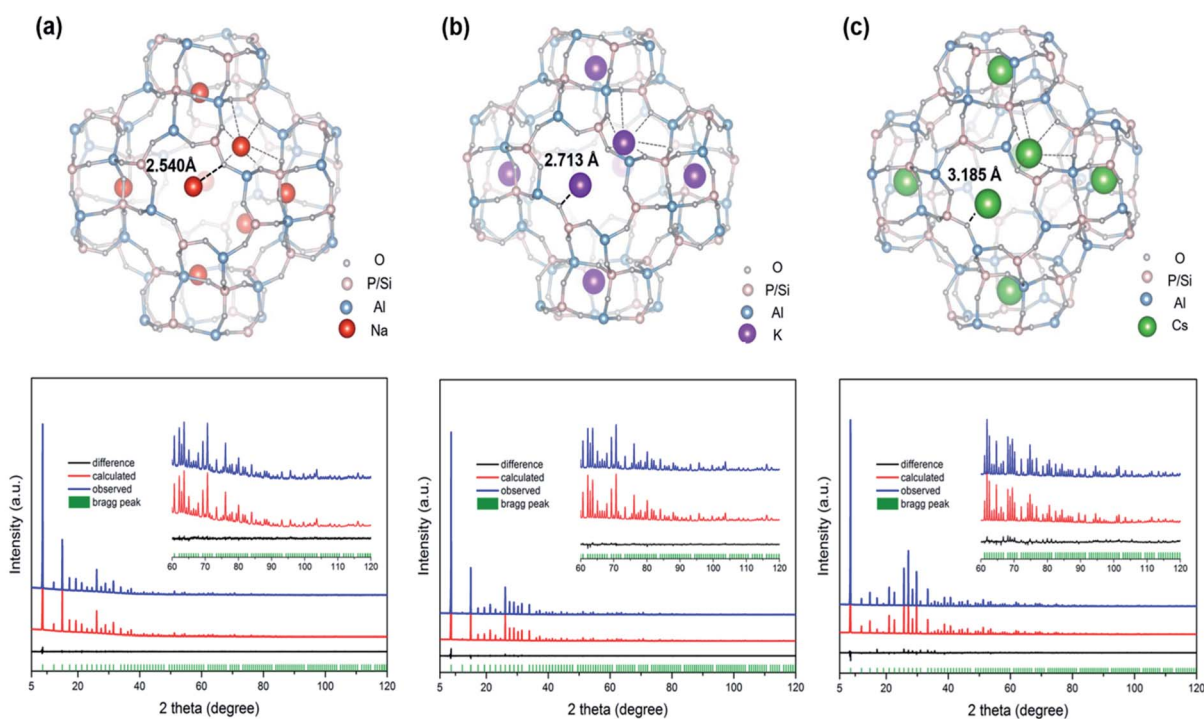 (a)
2.540Å
O
P/Si
Al
Na
(b)
2.713 Å
O
P/Si
Al
K
(c)
3.185 Å
O
P/Si
Al
Cs
Intensity (a.u.)
difference
calculated
observed
bragg peak
60 70 80 90 100 110 120
5 20 40 60 80 100 120
2 theta (degree)
Intensity (a.u.)
difference
calculated
observed
bragg peak
60 70 80 90 100 110 120
5 20 40 60 80 100 120
2 theta (degree)
Intensity (a.u.)
difference
calculated
observed
bragg peak
60 70 80 90 100 110 120
5 20 40 60 80 100 120
2 theta (degree)